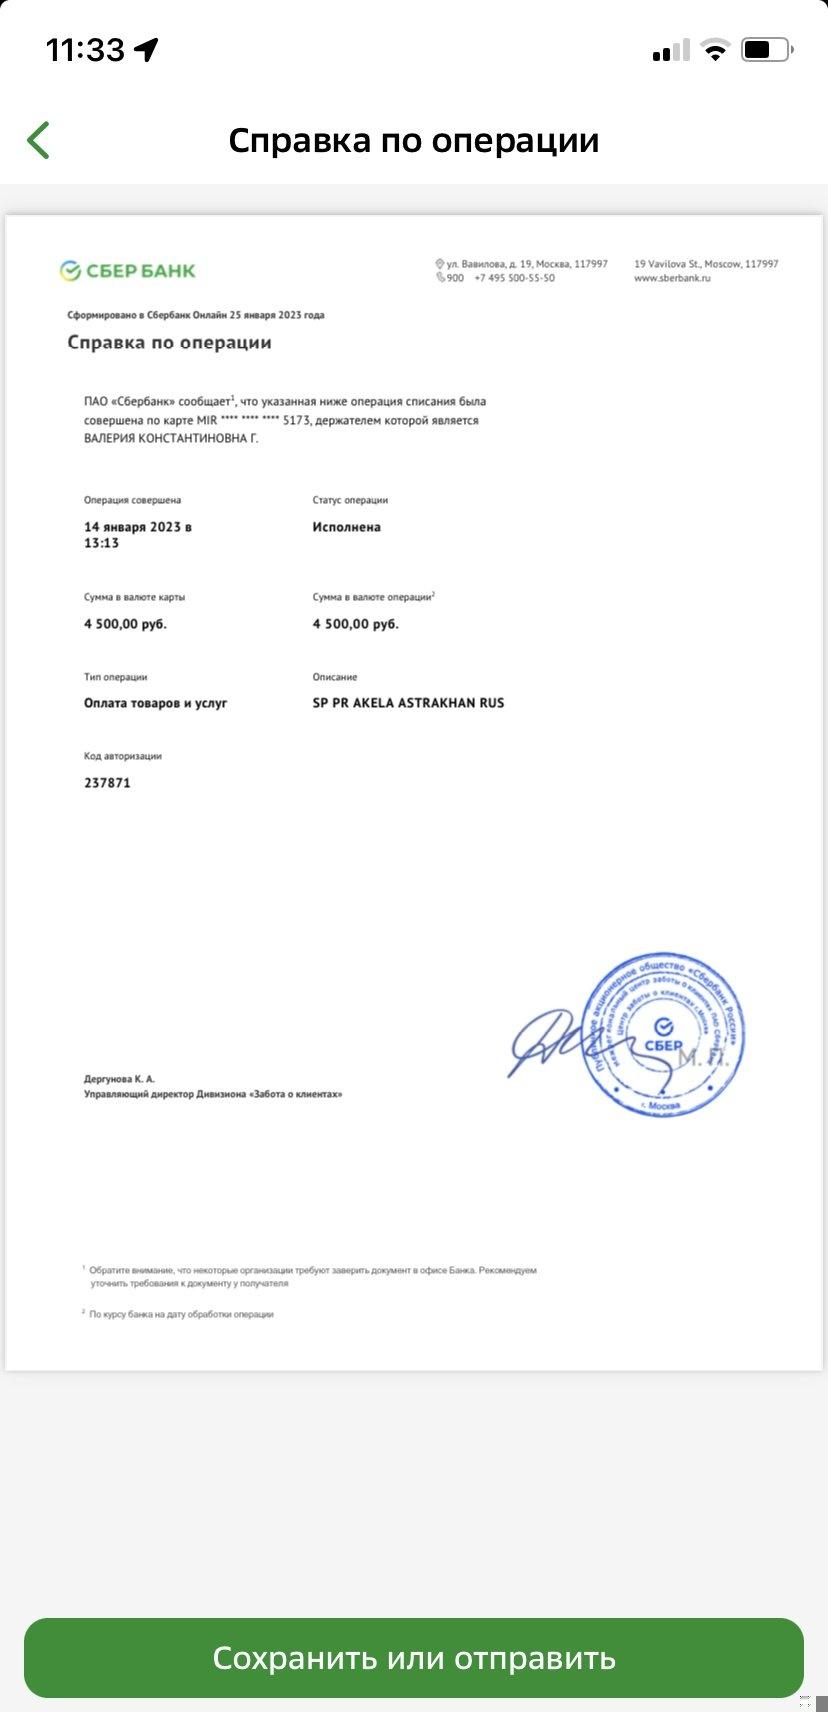 11:33
Справка по операции
СБЕР БАНК
ул. Вавилова, д. 19, Москва, 117997
900 +7 495 500-55-50
19 Vavilova St., Moscow, 117997
www.sberbank.ru
Сформировано в Сбербанк Онлайн 25 января 2023 года
Справка по операции
ПАО «Сбербанк» сообщает¹, что указанная ниже операция списания была
совершена по карте MIR **** **** **** 5173, держателем которой является
ВАЛЕРИЯ КОНСТАНТИНОВНА Г.
Операция совершена
14 января 2023 в
13:13
Статус операции
Исполнена
Сумма в валюте карты
4 500,00 руб.
Сумма в валюте операции²
4 500,00 руб.
Тип операции
Оплата товаров и услуг
Описание
SP PR AKELA ASTRAKHAN RUS
Код авторизации
237871
Публичное акционерное общество «Сбербанк России»
центр заботы о клиентах г. Москва
СБЕР
М. П.
г. Москва
Дергунова К. А.
Управляющий директор Дивизиона «Забота о клиентах»
¹ Обратите внимание, что некоторые организации требуют заверить документ в офисе Банка. Рекомендуем
уточнить требования к документу у получателя
² По курсу банка на дату обработки операции
Сохранить или отправить